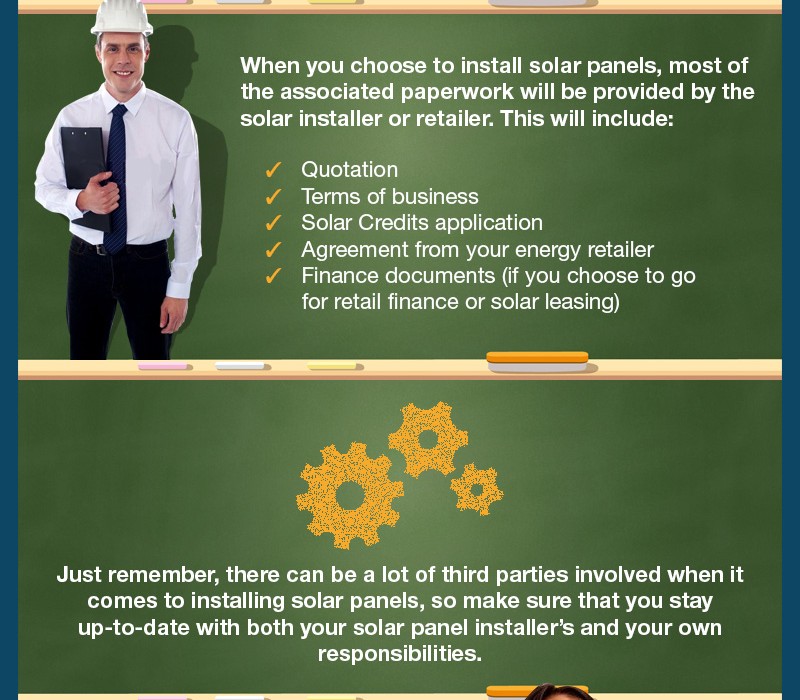 When you choose to install solar panels, most of
the associated paperwork will be provided by the
solar installer or retailer. This will include:
✓ Quotation
✓ Terms of business
✓ Solar Credits application
✓ Agreement from your energy retailer
✓ Finance documents (if you choose to go
for retail finance or solar leasing)
Just remember, there can be a lot of third parties involved when it
comes to installing solar panels, so make sure that you stay
up-to-date with both your solar panel installer’s and your own
responsibilities.